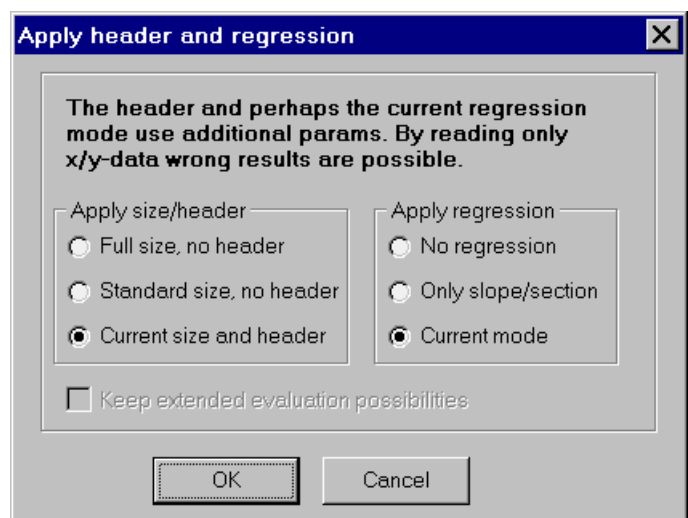 Apply header and regression
The header and perhaps the current regression
mode use additional params. By reading only
x/y-data wrong results are possible.
Apply size/header
Full size, no header
Standard size, no header
Current size and header
Apply regression
No regression
Only slope/section
Current mode
Keep extended evaluation possibilities
OK
Cancel